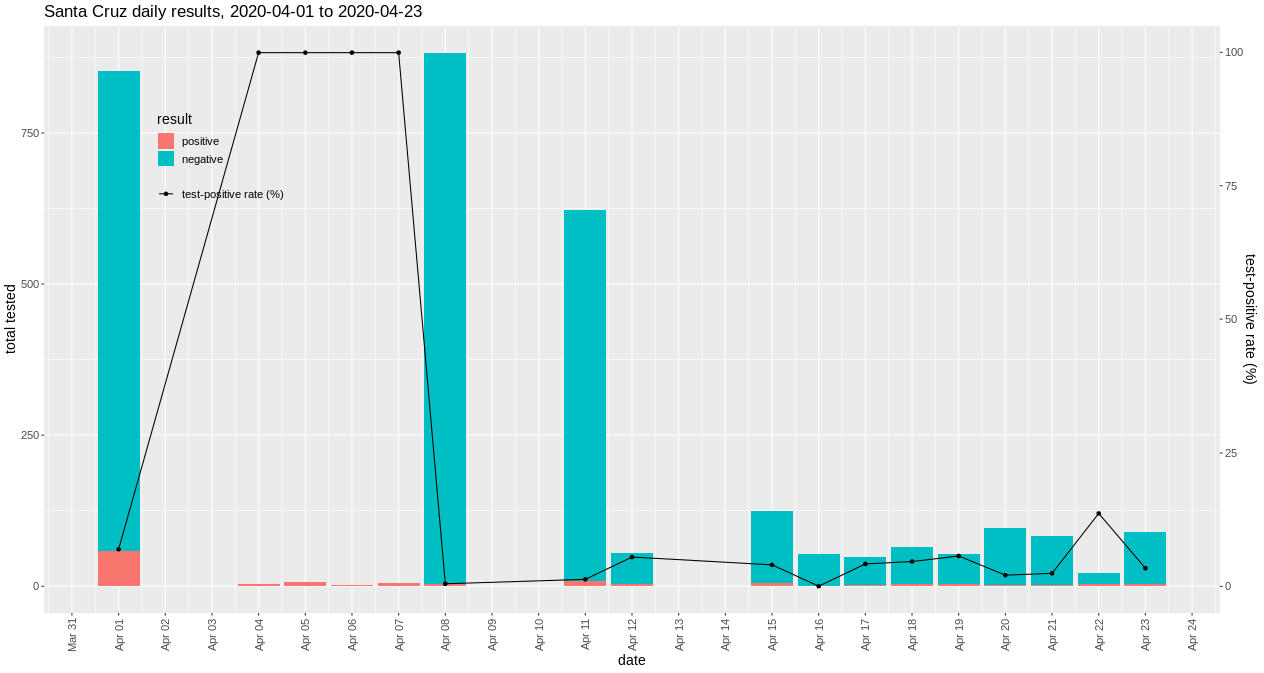 Santa Cruz daily results, 2020-04-01 to 2020-04-23
total tested
750
500
250
0
result
positive
negative
test-positive rate (%)
100
75
50
25
0
test-positive rate (%)
Mar 31
Apr 01
Apr 02
Apr 03
Apr 04
Apr 05
Apr 06
Apr 07
Apr 08
Apr 09
Apr 10
Apr 11
Apr 12
Apr 13
Apr 14
Apr 15
Apr 16
Apr 17
Apr 18
Apr 19
Apr 20
Apr 21
Apr 22
Apr 23
Apr 24
date